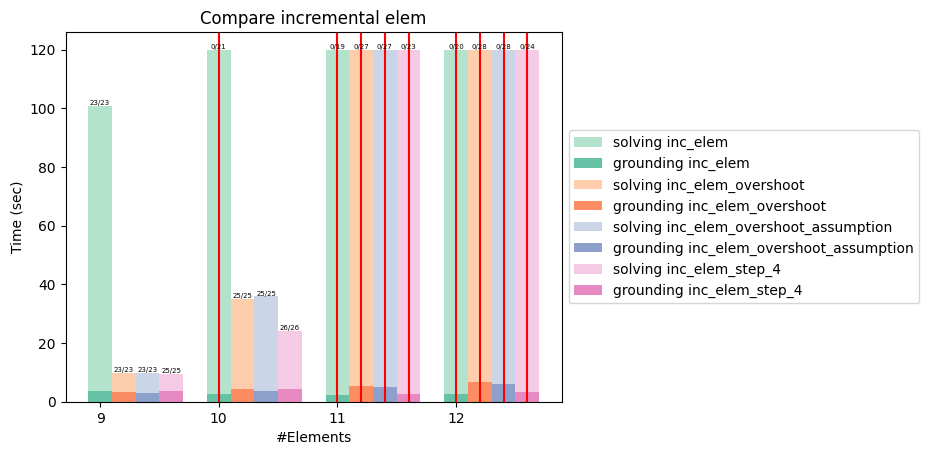 Compare incremental elem
Time (sec)
120
100
80
60
40
20
0
23/23
23/23
23/23
25/25
0/21
25/25
25/25
26/26
0/19
0/27
0/27
0/23
0/20
0/28
0/28
0/24
9
10
11
12
#Elements
solving inc_elem
grounding inc_elem
solving inc_elem_overshoot
grounding inc_elem_overshoot
solving inc_elem_overshoot_assumption
grounding inc_elem_overshoot_assumption
solving inc_elem_step_4
grounding inc_elem_step_4